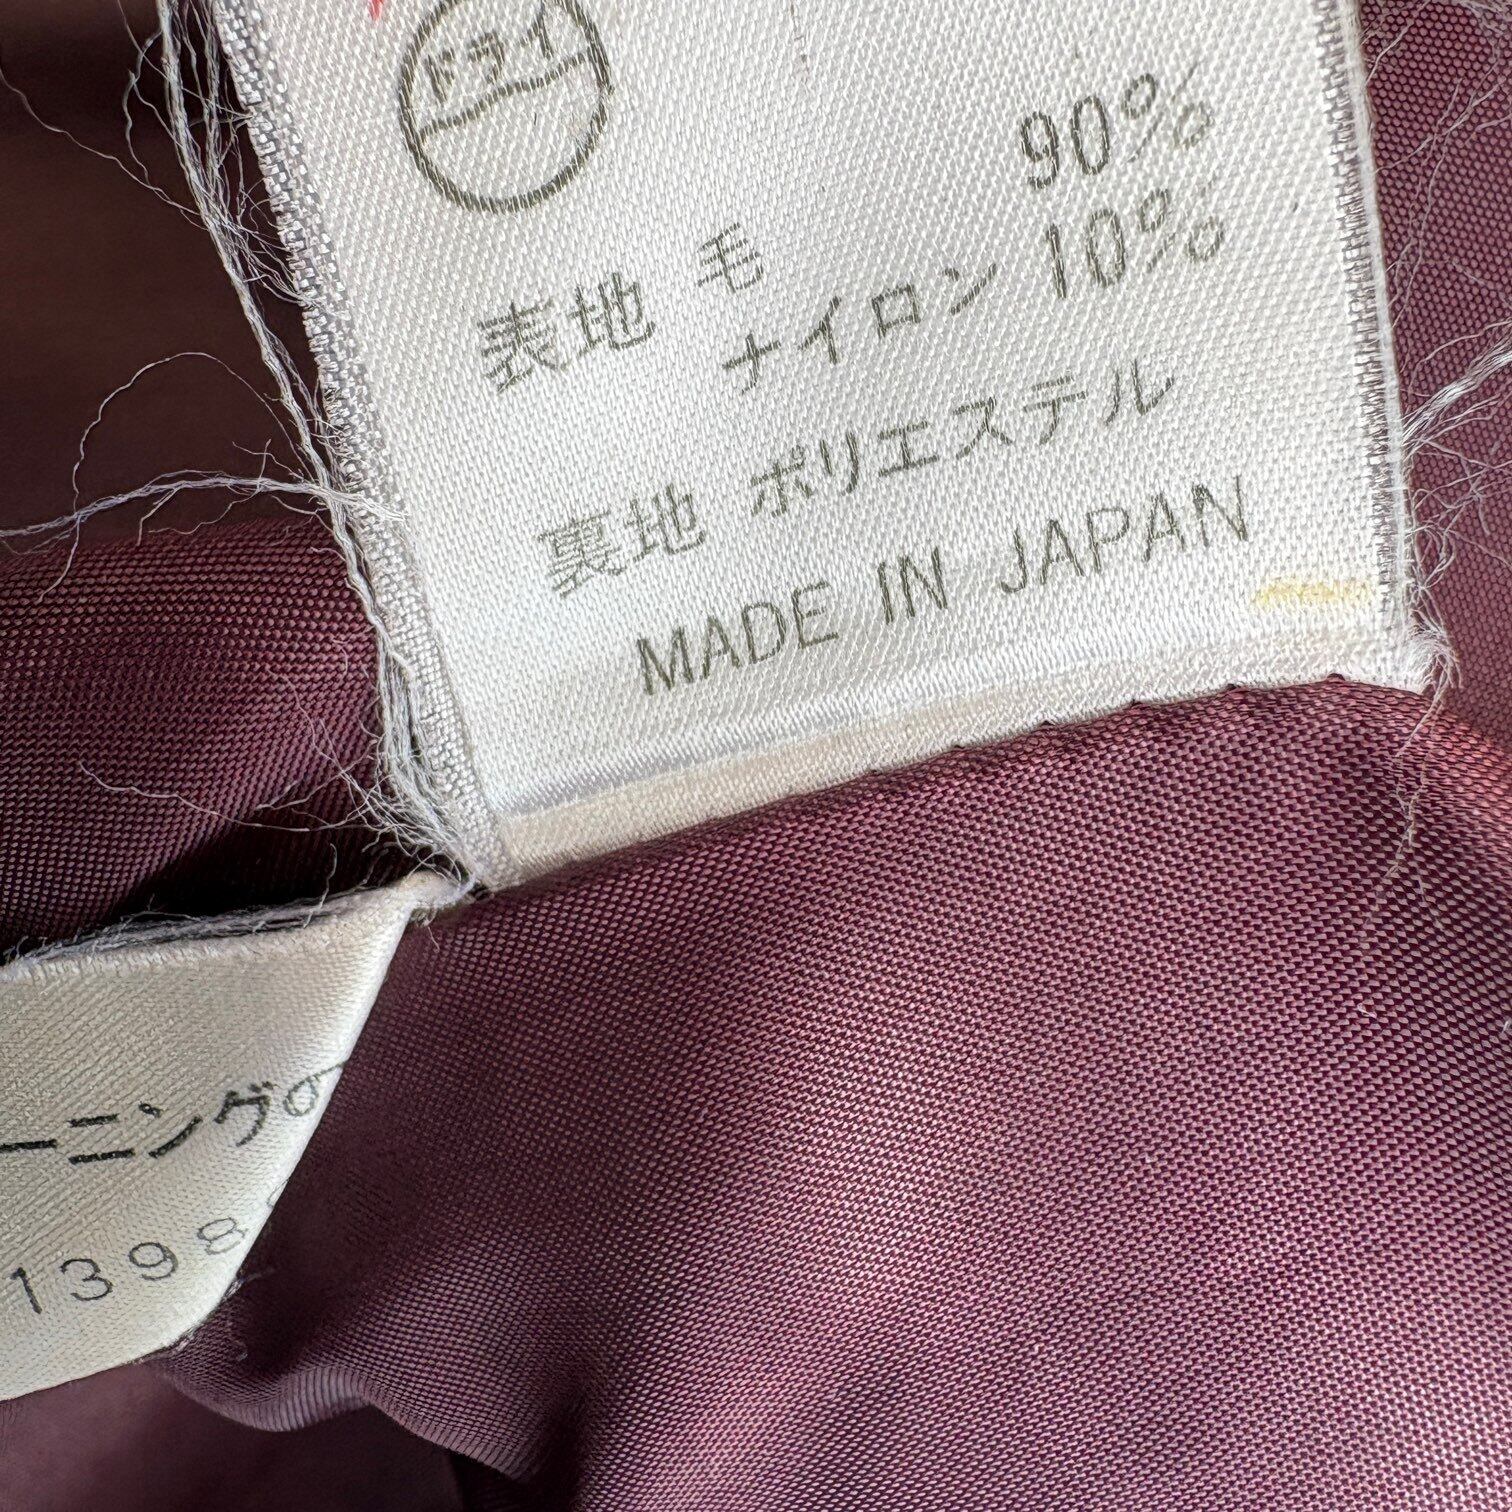 ドライ
表地 毛 90%
ナイロン 10%
裏地 ポリエステル
MADE IN JAPAN
ーニングの
1398